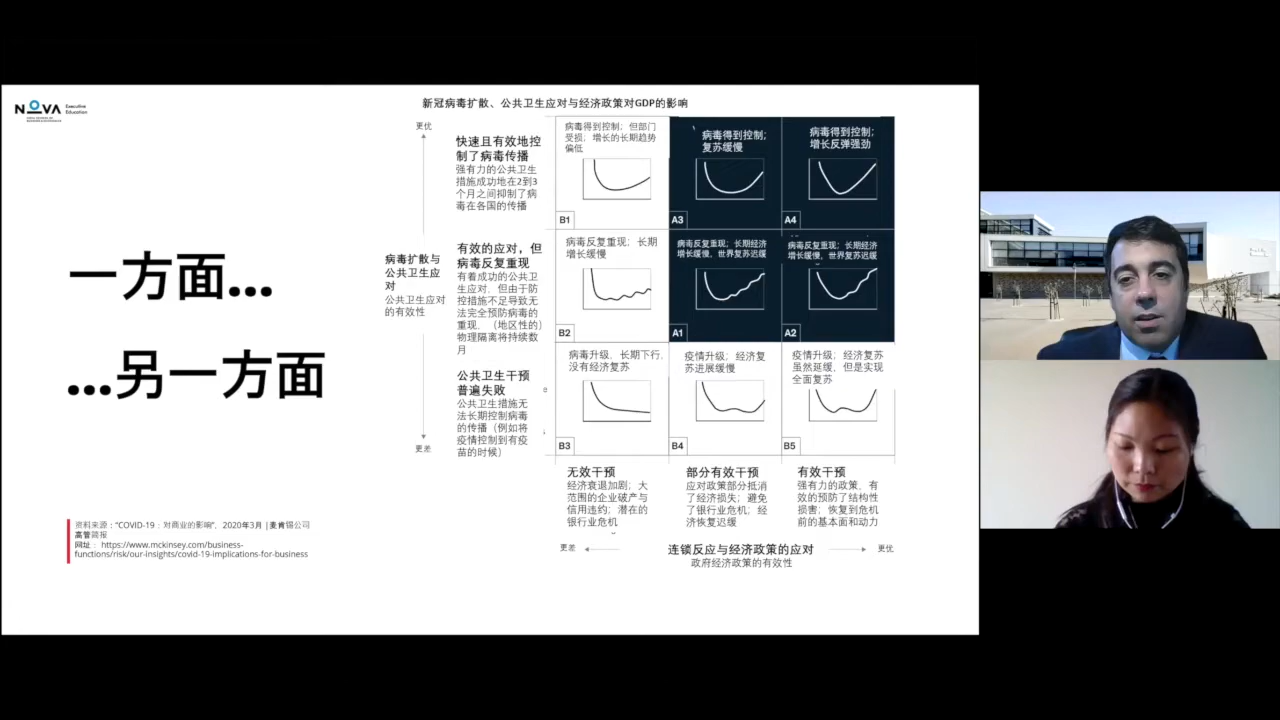 NOVA
Executive
Education
一方面...
...另一方面
资料来源："COVID-19：对商业的影响"，2020年3月 |麦肯锡公司
高管简报
网址： https://www.mckinsey.com/business-
functions/risk/our-insights/covid-19-implications-for-business
新冠病毒扩散、公共卫生应对与经济政策对GDP的影响
更优
病毒扩散与
公共卫生应
对
公共卫生应对
的有效性
更差
快速且有效地控
制了病毒传播
强有力的公共卫生
措施成功地在2到3
个月之间抑制了病
毒在各国的传播
有效的应对，但
病毒反复重现
有着成功的公共卫
生应对，但由于防
控措施不足导致无
法完全预防病毒的
重现，（地区性的）
物理隔离将持续数
月
公共卫生干预
普遍失败
公共卫生措施无
法长期控制病毒
的传播（例如将
疫情控制到有疫
苗的时候）
病毒得到控制；但部门
受损；增长的长期趋势
偏低
B1
病毒得到控制；
复苏缓慢
A3
病毒得到控制；
增长反弹强劲
A4
病毒反复重现；长期
增长缓慢
B2
病毒反复重现；长期经济
增长缓慢，世界复苏迟缓
A1
病毒反复重现；长期经济
增长缓慢，世界复苏迟缓
A2
病毒升级，长期下行，
没有经济复苏
B3
疫情升级；经济复
苏进展缓慢
B4
疫情升级；经济复苏
虽然延缓，但是实现
全面复苏
B5
无效干预
经济衰退加剧；大
范围的企业破产与
信用违约；潜在的
银行业危机
部分有效干预
应对政策部分抵消
了经济损失；避免
了银行业危机；经
济恢复迟缓
有效干预
强有力的政策，有
效的预防了结构性
损害；恢复到危机
前的基本面和动力
更差
连锁反应与经济政策的应对
更优
政府经济政策的有效性